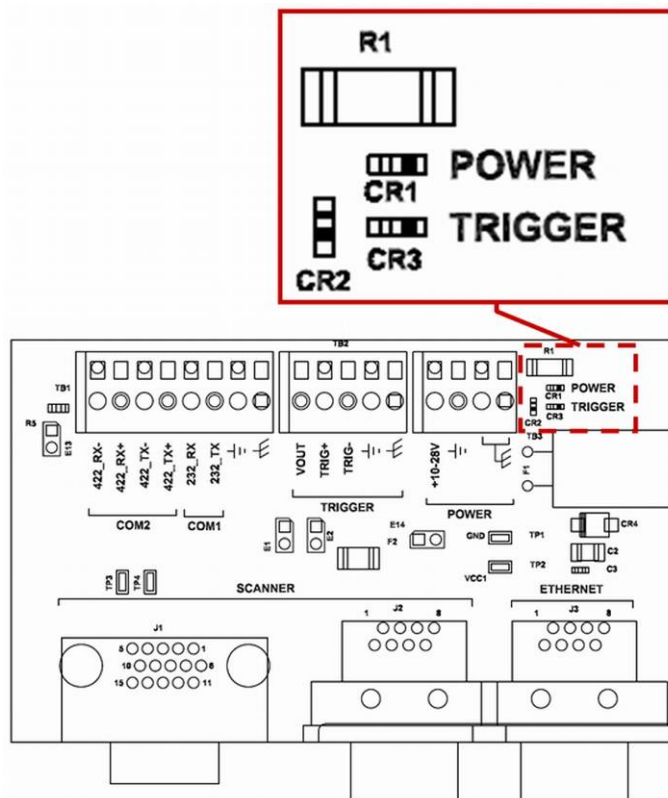 R1
POWER
CR1
TRIGGER
CR2
CR3
TB2
R1
TB1
CR1
POWER
CR2
CR3
TRIGGER
R5
E13
TB3
422_RX-
422_RX+
422_TX-
422_TX+
232_RX
232_TX
VOUT
TRIG+
TRIG-
+10-28V
F1
COM2
COM1
TRIGGER
POWER
E1
E2
E14
F2
GND
TP1
CR4
C2
VCC1
TP2
C3
TP3
TP4
SCANNER
ETHERNET
J1
J2
J3
1
8
1
8
5
1
10
6
15
11